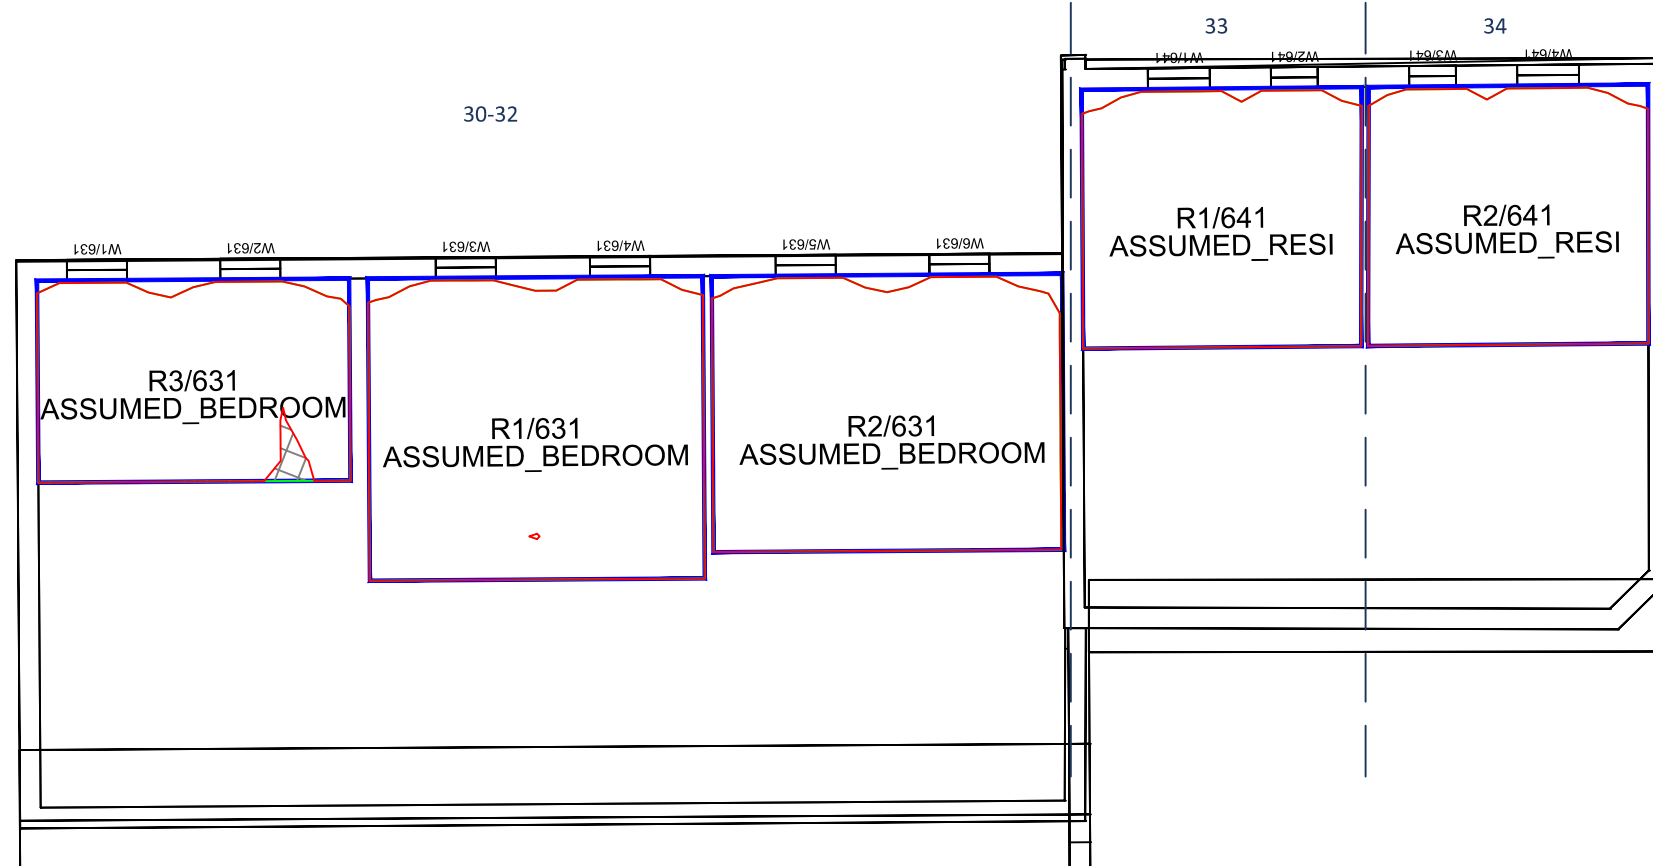 33
34
W1/641
W2/641
W3/641
W4/641
30-32
R1/641
ASSUMED_RESI
R2/641
ASSUMED_RESI
W1/631
W2/631
W3/631
W4/631
W5/631
W6/631
R3/631
ASSUMED_BEDROOM
R1/631
ASSUMED_BEDROOM
R2/631
ASSUMED_BEDROOM